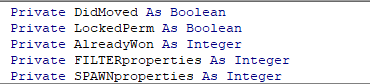 Private DidMoved As Boolean
Private LockedPerm As Boolean
Private AlreadyWon As Integer
Private FILTERproperties As Integer
Private SPAWNproperties As Integer